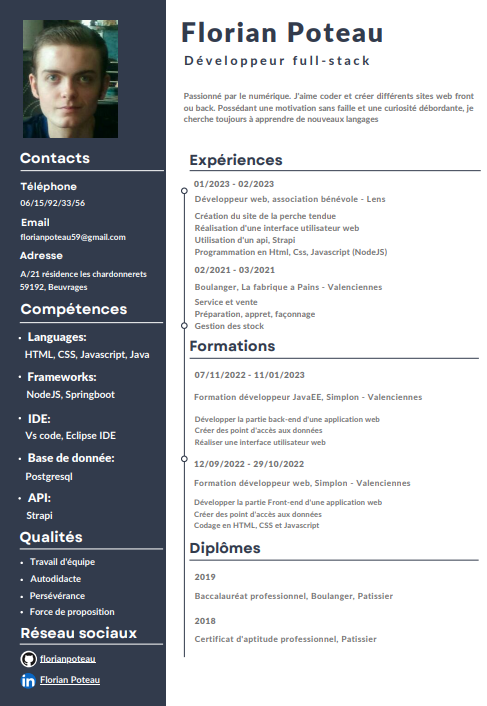 Florian Poteau
Développeur full-stack
Passionné par le numérique. J'aime coder et créer différents sites web front
ou back. Possédant une motivation sans faille et une curiosité débordante, je
cherche toujours à apprendre de nouveaux langages
Contacts
Téléphone
06/15/92/33/56
Email
florianpoteau59@gmail.com
Adresse
A/21 résidence les chardonnerets
59192, Beuvrages
Compétences
• Languages:
HTML, CSS, Javascript, Java
• Frameworks:
NodeJS, Springboot
• IDE:
Vs code, Eclipse IDE
• Base de donnée:
Postgresql
• API:
Strapi
Qualités
• Travail d'équipe
• Autodidacte
• Persévérance
• Force de proposition
Réseau sociaux
florianpoteau
in Florian Poteau
Expériences
01/2023 - 02/2023
Développeur web, association bénévole - Lens
Création du site de la perche tendue
Réalisation d'une interface utilisateur web
Utilisation d'un api, Strapi
Programmation en Html, Css, Javascript (NodeJS)
02/2021 - 03/2021
Boulanger, La fabrique a Pains - Valenciennes
Service et vente
Préparation, appret, façonnage
Gestion des stock
Formations
07/11/2022 - 11/01/2023
Formation développeur JavaEE, Simplon - Valenciennes
Développer la partie back-end d'une application web
Créer des point d'accès aux données
Réaliser une interface utilisateur web
12/09/2022 - 29/10/2022
Formation développeur web, Simplon - Valenciennes
Développer la partie Front-end d'une application web
Créer des point d'accès aux données
Codage en HTML, CSS et Javascript
Diplômes
2019
Baccalauréat professionnel, Boulanger, Patissier
2018
Certificat d'aptitude professionnel, Patissier